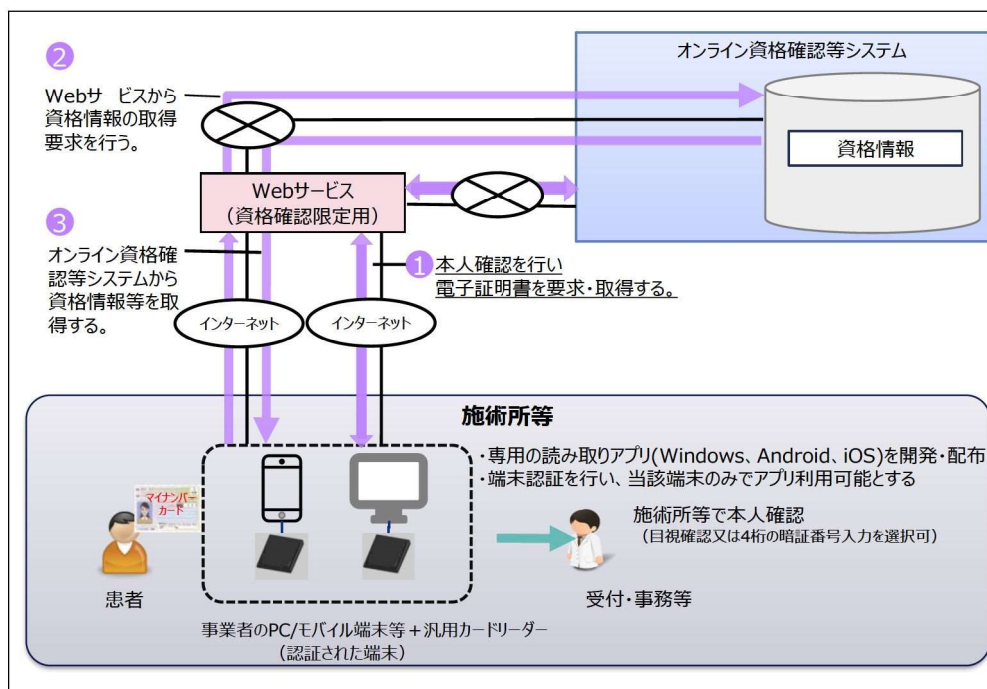 オンライン資格確認等システム
資格情報
❷
Webサ ービスから
資格情報の取得
要求を行う。
Webサービス
（資格確認限定用）
❸
オンライン資格確
認等システムから
資格情報等を取
得する。
❶本人確認を行い
電子証明書を要求・取得する。
インターネット
インターネット
施術所等
・専用の読み取りアプリ(Windows、Android、iOS)を開発・配布
・端末認証を行い、当該端末のみでアプリ利用可能とする
マイナンバー
カード
患者
施術所等で本人確認
（目視確認又は4桁の暗証番号入力を選択可）
受付・事務等
事業者のPC/モバイル端末等＋汎用カードリーダー
（認証された端末）